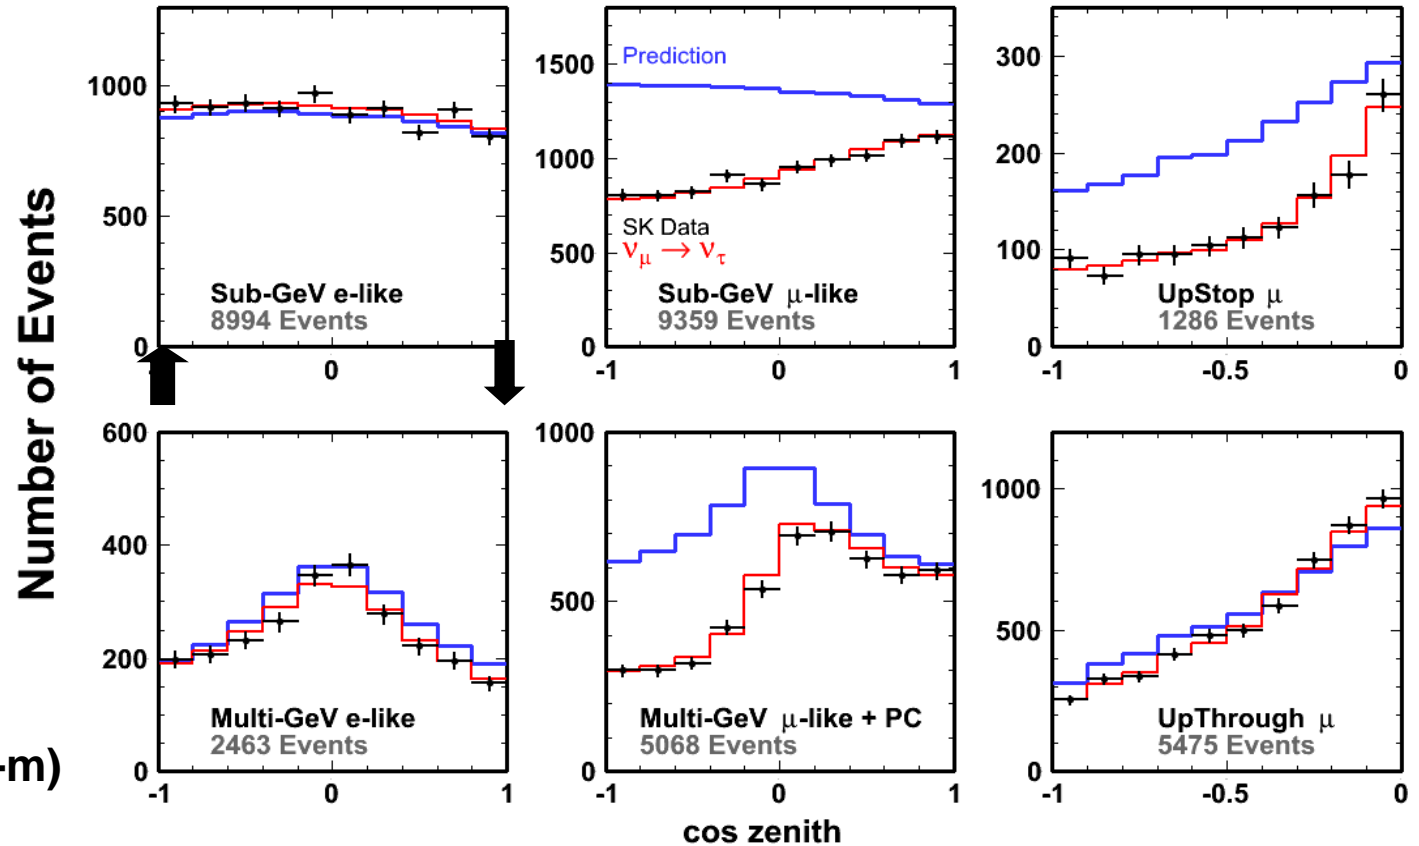 Number of Events
1000
500
0
Sub-GeV e-like
8994 Events
-
0
1500
1000
500
0
Prediction
SK Data
νμ → ντ
Sub-GeV μ-like
9359 Events
-1
0
1
300
200
100
0
UpStop μ
1286 Events
-1
-0.5
0
600
400
200
0
Multi-GeV e-like
2463 Events
-1
0
1
1000
500
0
Multi-GeV μ-like + PC
5068 Events
-1
0
1
1000
500
0
UpThrough μ
5475 Events
-1
-0.5
0
-m)
cos zenith